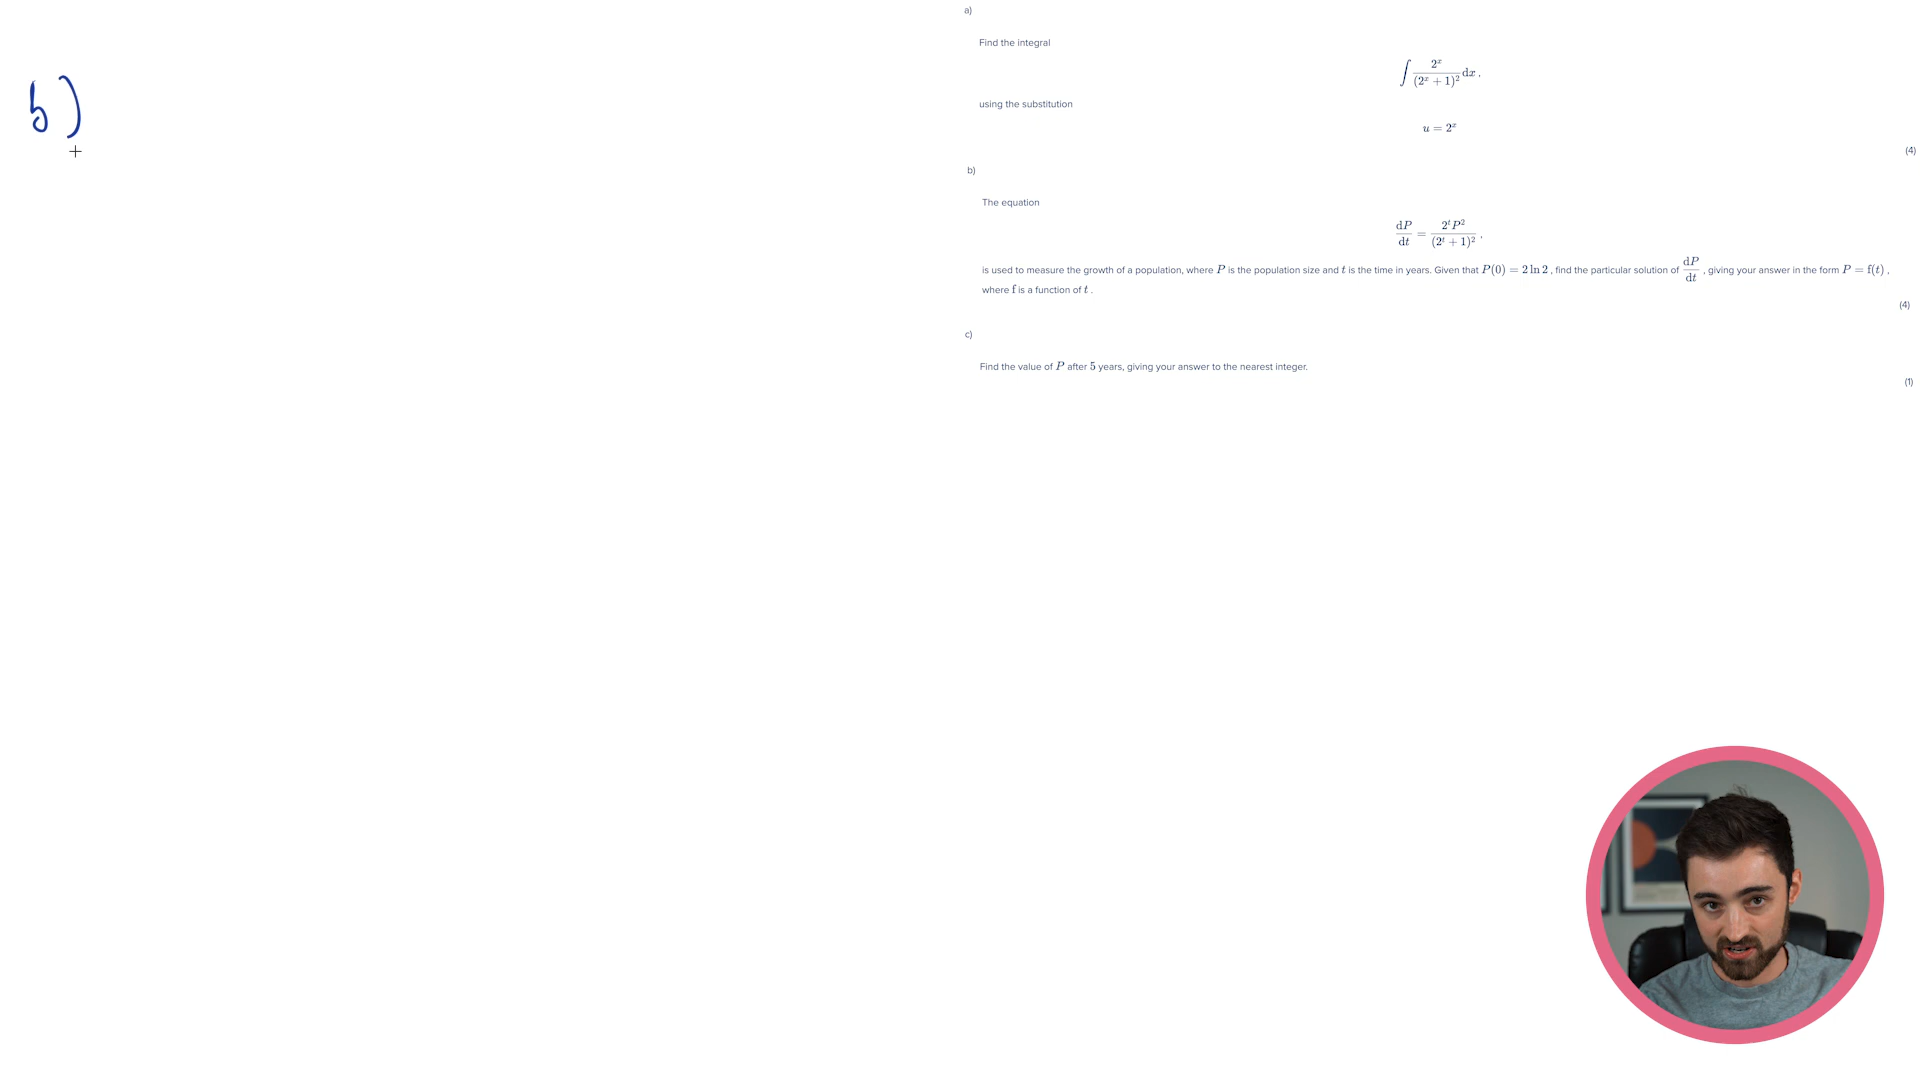 b)
a)
Find the integral
∫ 2^x / (2^x + 1)^2 dx .
using the substitution
u = 2^x
(4)
b)
The equation
dP/dt = 2^t P^2 / (2^t + 1)^2 .
is used to measure the growth of a population, where P is the population size and t is the time in years. Given that P(0) = 2 ln 2 , find the particular solution of dP/dt , giving your answer in the form P = f(t) ,
where f is a function of t .
(4)
c)
Find the value of P after 5 years, giving your answer to the nearest integer.
(1)